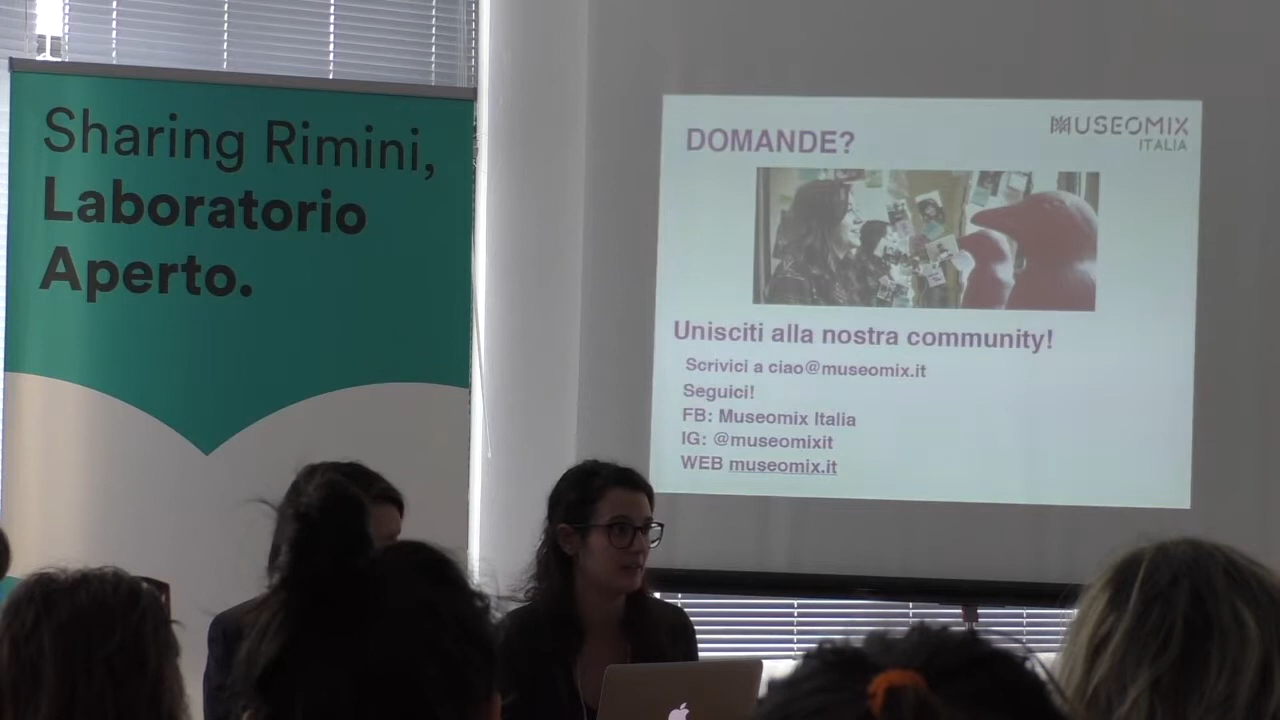 Sharing Rimini,
Laboratorio
Aperto.
DOMANDE?
MUSEOMIX
ITALIA
Unisciti alla nostra community!
Scrivici a ciao@museomix.it
Seguici!
FB: Museomix Italia
IG: @museomixit
WEB museomix.it